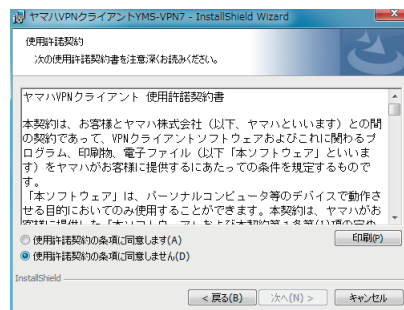 ヤマハVPNクライアントYMS-VPN7 - InstallShield Wizard
使用許諾契約
次の使用許諾契約書を注意深くお読みください。
ヤマハVPNクライアント 使用許諾契約書
本契約は、お客様とヤマハ株式会社（以下、ヤマハといいます）との間
の契約であって、VPNクライアントソフトウェアおよびこれに関わるプ
ログラム、印刷物、電子ファイル（以下「本ソフトウェア」といいま
す）をヤマハがお客様に提供するにあたっての条件を規定するもので
す。
「本ソフトウェア」は、パーソナルコンピュータ等のデバイスで動作さ
せる目的においてのみ使用することができます。本契約は、ヤマハがお
使用許諾契約の条項に同意します(A)
印刷(P)
使用許諾契約の条項に同意しません(D)
InstallShield
< 戻る(B)
次へ(N) >
キャンセル